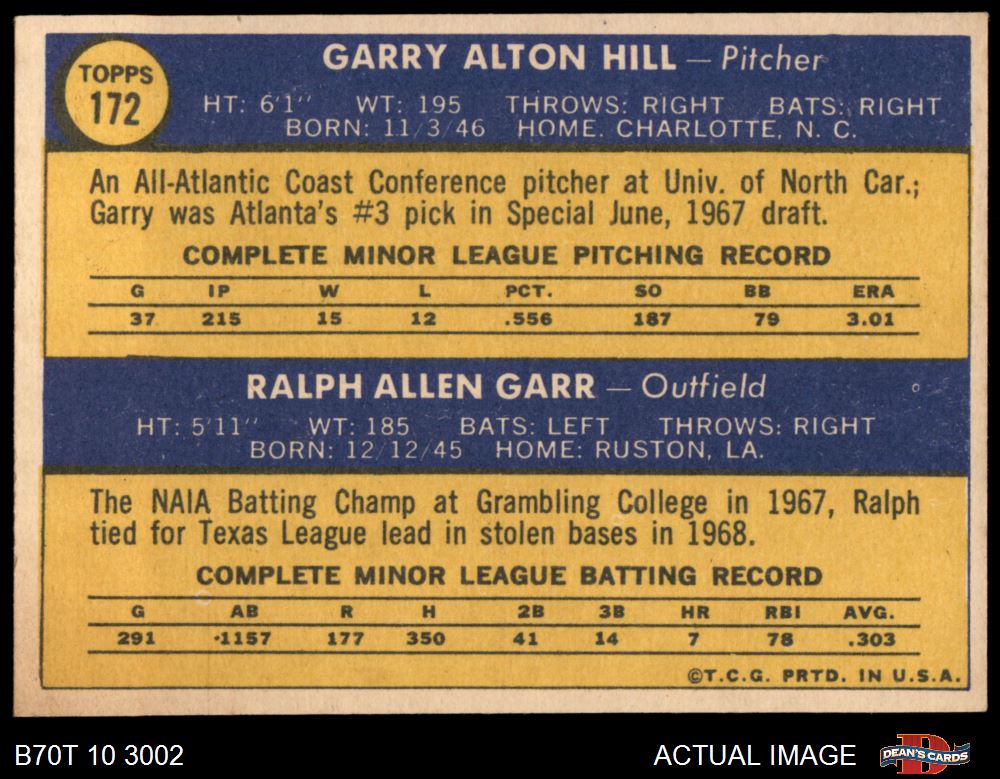 TOPPS
172
GARRY ALTON HILL — Pitcher
HT: 6'1" WT: 195 THROWS: RIGHT BATS: RIGHT
BORN: 11/3/46 HOME. CHARLOTTE, N. C.
An All-Atlantic Coast Conference pitcher at Univ. of North Car.;
Garry was Atlanta's #3 pick in Special June, 1967 draft.
COMPLETE MINOR LEAGUE PITCHING RECORD
G IP W L PCT. SO BB ERA
37 215 15 12 .556 187 79 3.01
RALPH ALLEN GARR — Outfield
HT: 5'11" WT: 185 BATS: LEFT THROWS: RIGHT
BORN: 12/12/45 HOME: RUSTON, LA.
The NAIA Batting Champ at Grambling College in 1967, Ralph
tied for Texas League lead in stolen bases in 1968.
COMPLETE MINOR LEAGUE BATTING RECORD
G AB R H 2B 3B HR RBI AVG.
291 1157 177 350 41 14 7 78 .303
©T.C.G. PRTD. IN U.S.A.
B70T 10 3002 ACTUAL IMAGE DEAN'S CARDS